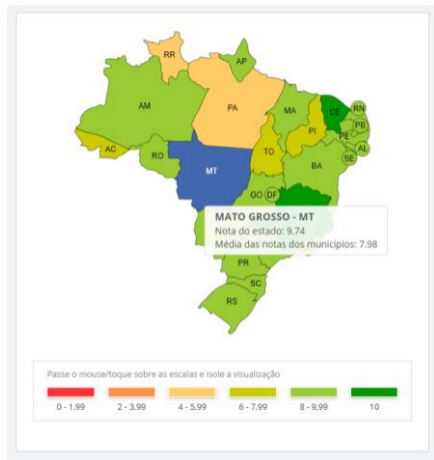 RR
AP
AM
PA
MA
CE
RN
PB
PE
PI
AL
SE
AC
RO
TO
BA
MT
GO
DF
MATO GROSSO - MT
Nota do estado: 9.74
Média das notas dos municípios: 7.98
PR
SC
RS
Passe o mouse/toque sobre as escalas e isole a visualização
0 - 1,99 2 - 3,99 4 - 5,99 6 - 7,99 8 - 9,99 10